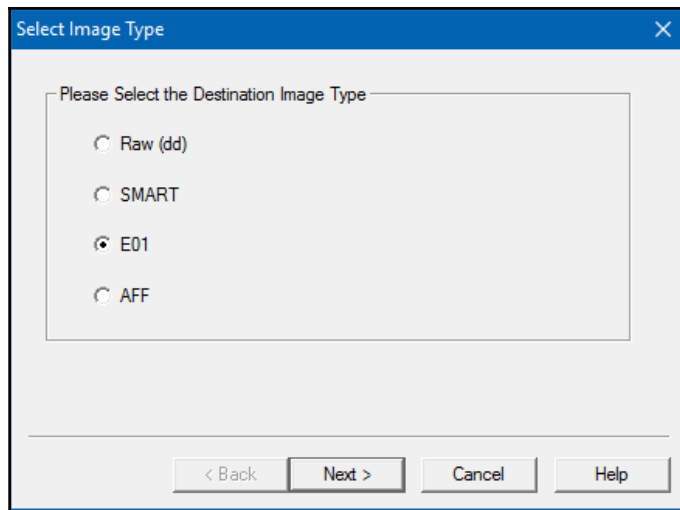 Select Image Type
Please Select the Destination Image Type
Raw (dd)
SMART
E01
AFF
< Back Next > Cancel Help